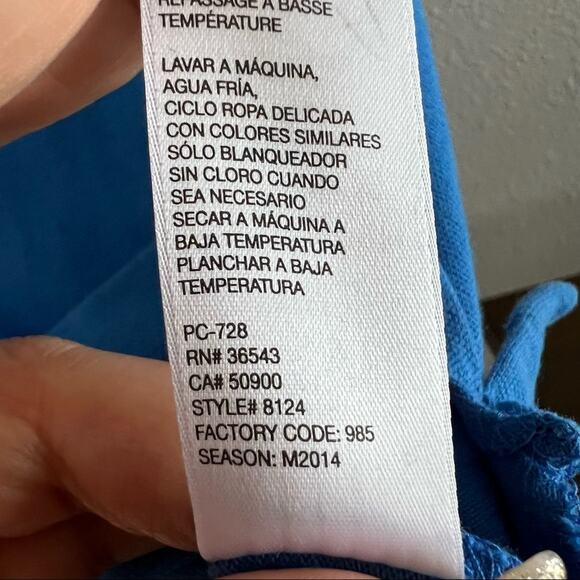 REPASSAGE À BASSE
TEMPÉRATURE
LAVAR A MÁQUINA,
AGUA FRÍA,
CICLO ROPA DELICADA
CON COLORES SIMILARES
SÓLO BLANQUEADOR
SIN CLORO CUANDO
SEA NECESARIO
SECAR A MÁQUINA A
BAJA TEMPERATURA
PLANCHAR A BAJA
TEMPERATURA
PC-728
RN# 36543
CA# 50900
STYLE# 8124
FACTORY CODE: 985
SEASON: M2014